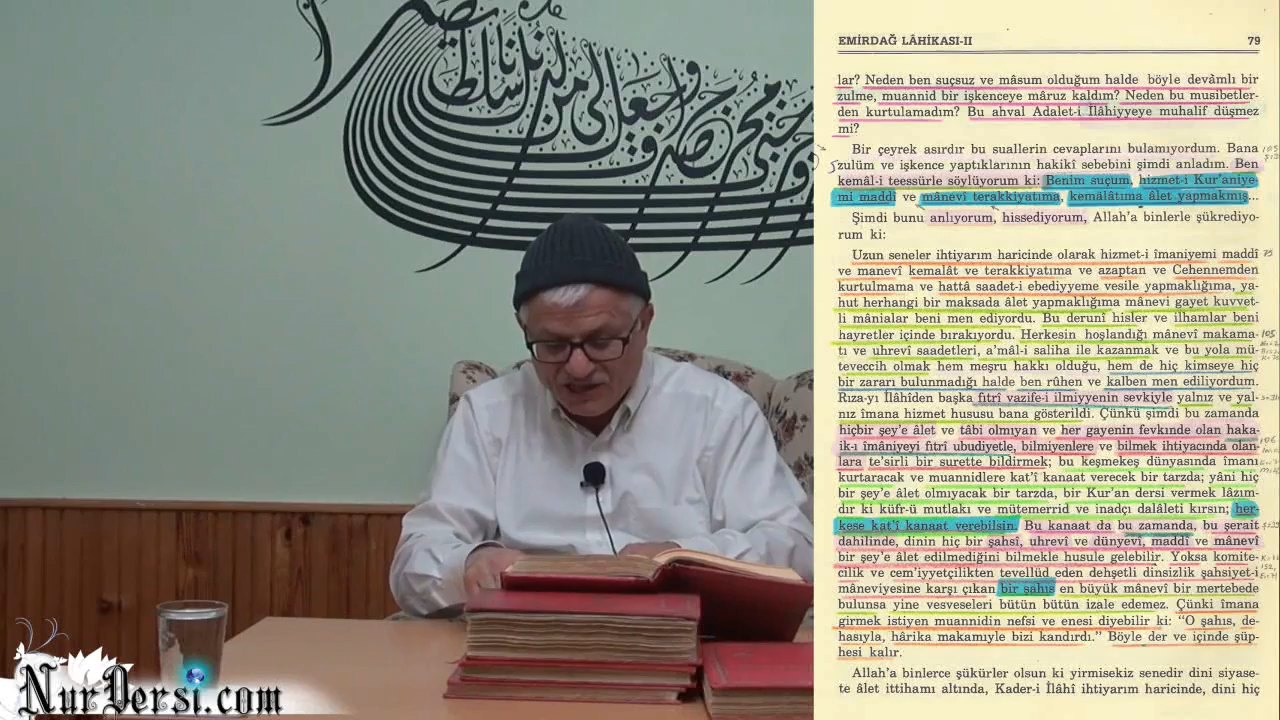 واجعل لى من لدنك سلطانا نصيرا
NurDersi.com
EMİRDAĞ LÂHİKASI-II 79
lar? Neden ben suçsuz ve mâsum olduğum halde böyle devâmlı bir
zulme, muannid bir işkenceye mâruz kaldım? Neden bu musibetler-
den kurtulamadım? Bu ahval Adalet-i İlâhiyyeye muhalif düşmez
mi?
Bir çeyrek asırdır bu suallerin cevaplarını bulamıyordum. Bana
zulüm ve işkence yaptıklarının hakikî sebebini şimdi anladım. Ben
kemâl-i teessürle söylüyorum ki: Benim suçum, hizmet-i Kur'aniye
mi maddî ve mânevî terakkiyatıma, kemâlâtıma âlet yapmakmış...
Şimdi bunu anlıyorum, hissediyorum, Allah'a binlerle şükrediyo-
rum ki:
Uzun seneler ihtiyarım haricinde olarak hizmet-i îmaniyemi maddî
ve manevî kemalât ve terakkiyatıma ve azaptan ve Cehennemden
kurtulmama ve hattâ saadet-i ebediyyeme vesile yapmaklığıma, ya-
hut herhangi bir maksada âlet yapmaklığıma mânevi gayet kuvvet-
li mânialar beni men ediyordu. Bu derunî hisler ve ilhamlar beni
hayretler içinde bırakıyordu. Herkesin hoşlandığı mânevî makama-
tı ve uhrevî saadetleri, a'mâl-i saliha ile kazanmak ve bu yola mü-
teveccih olmak hem meşru hakkı olduğu, hem de hiç kimseye hiç
bir zararı bulunmadığı halde ben rûhen ve kalben men ediliyordum.
Rıza-yı İlâhîden başka fıtrî vazife-i ilmiyyenin sevkiyle yalnız ve yal-
nız îmana hizmet hususu bana gösterildi. Çünkü şimdi bu zamanda
hiçbir şey'e âlet ve tâbi olmıyan ve her gayenin fevkınde olan haka-
ik-ı îmâniyeyi fıtrî ubudiyetle, bilmiyenlere ve bilmek ihtiyacında olan-
lara te'sirli bir surette bildirmek; bu keşmekeş dünyasında îmanı
kurtaracak ve muannidlere kat'î kanaat verecek bir tarzda; yâni hiç
bir şey'e âlet olmıyacak bir tarzda, bir Kur'an dersi vermek lâzım-
dır ki küfr-ü mutlakı ve mütemerrid ve inadçı dalâleti kırsın; her-
kese kat'î kanaat verebilsin. Bu kanaat da bu zamanda, bu şerait
dahilinde, dinin hiç bir şahsî, uhrevî ve dünyevî, maddî ve mânevî
bir şey'e âlet edilmediğini bilmekle husule gelebilir. Yoksa komite-
cilik ve cem'iyyetçilikten tevellüd eden dehşetli dinsizlik şahsiyet-i
mâneviyesine karşı çıkan bir şahıs en büyük mânevî bir mertebede
bulunsa yine vesveseleri bütün bütün izale edemez. Çünki îmana
girmek istiyen muannidin nefsi ve enesi diyebilir ki: "O şahıs, de-
hasıyla, hârika makamıyle bizi kandırdı." Böyle der ve içinde şüp-
hesi kalır.
Allah'a binlerce şükürler olsun ki yirmisekiz senedir dini siyase-
te âlet ittihamı altında, Kader-i İlâhî ihtiyarım haricinde, dinî hiç